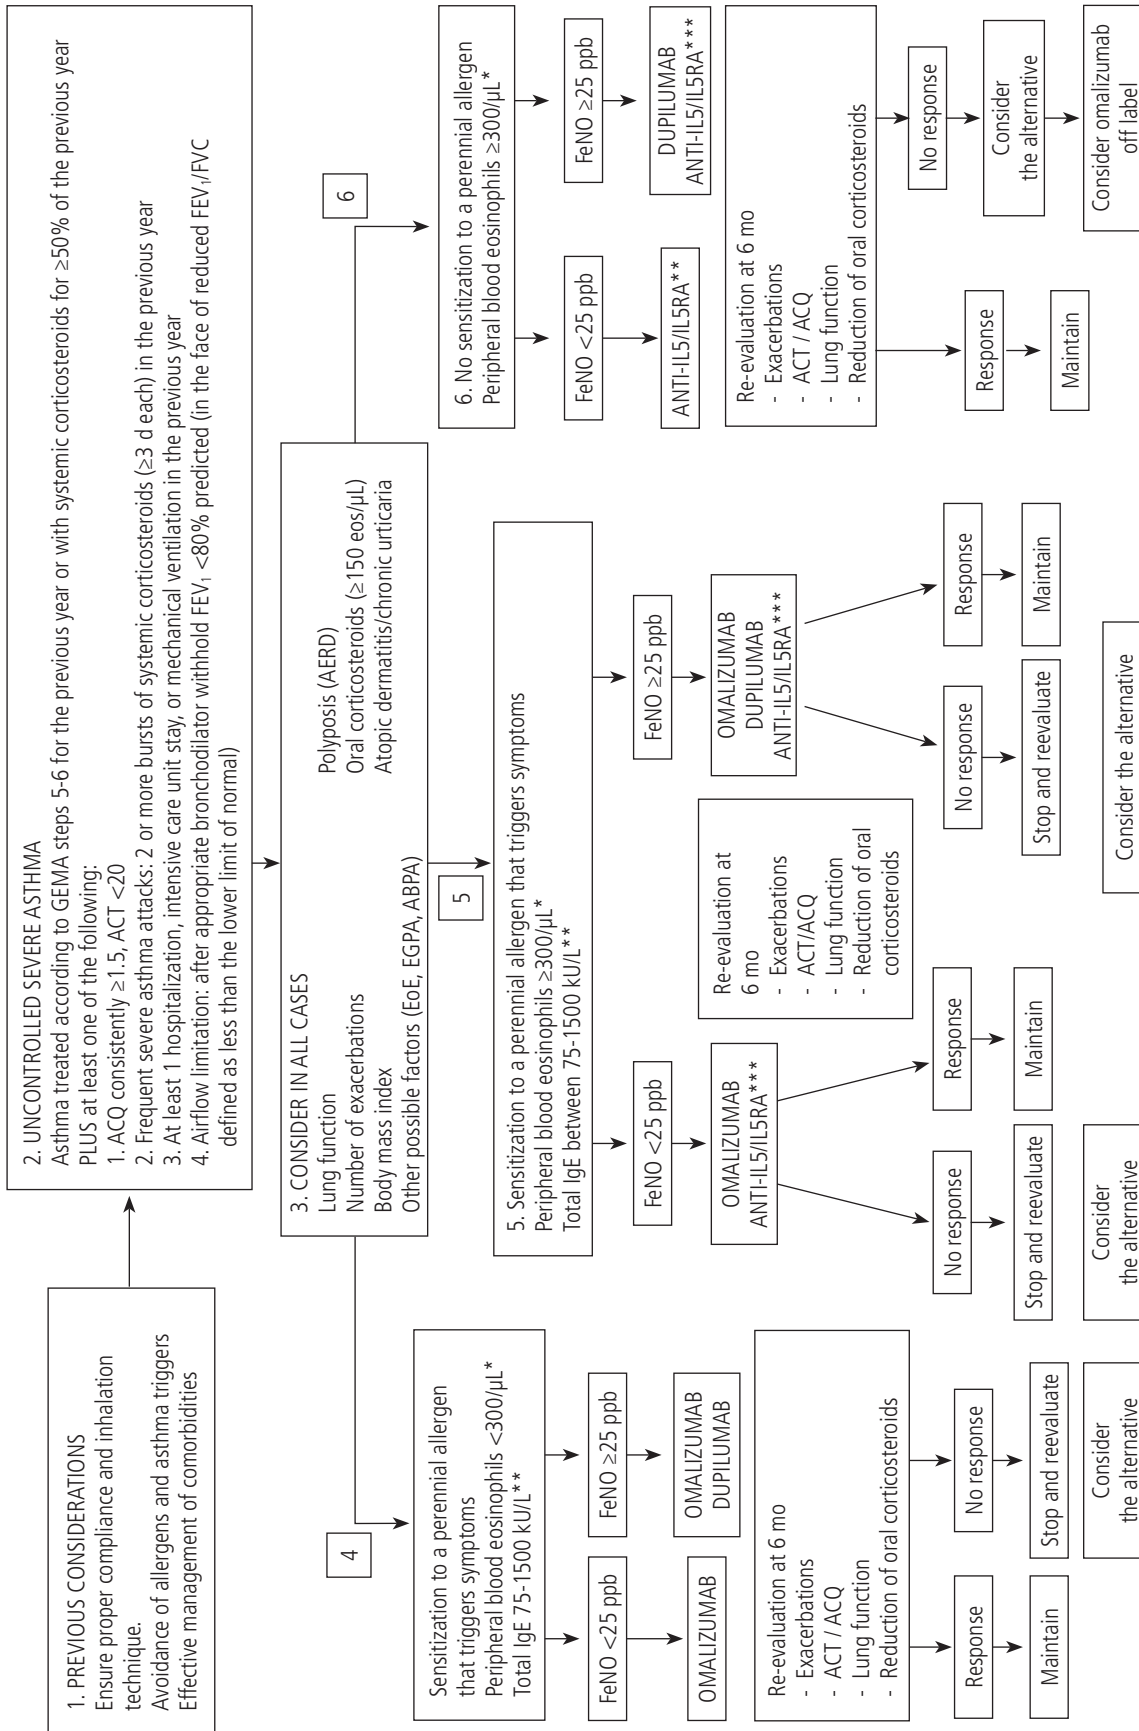 1. PREVIOUS CONSIDERATIONS
Ensure proper compliance and inhalation
technique.
Avoidance of allergens and asthma triggers
Effective management of comorbidities
2. UNCONTROLLED SEVERE ASTHMA
Asthma treated according to GEMA steps 5-6 for the previous year or with systemic corticosteroids for ≥50% of the previous year
PLUS at least one of the following:
1. ACQ consistently ≥1.5, ACT <20
2. Frequent severe asthma attacks: 2 or more bursts of systemic corticosteroids (≥3 d each) in the previous year
3. At least 1 hospitalization, intensive care unit stay, or mechanical ventilation in the previous year
4. Airflow limitation: after appropriate bronchodilator withhold FEV₁ <80% predicted (in the face of reduced FEV₁/FVC
defined as less than the lower limit of normal)
3. CONSIDER IN ALL CASES
Lung function
Number of exacerbations
Body mass index
Other possible factors (EoE, EGPA, ABPA)
Polyposis (AERD)
Oral corticosteroids (≥150 eos/µL)
Atopic dermatitis/chronic urticaria
4
Sensitization to a perennial allergen
that triggers symptoms
Peripheral blood eosinophils <300/µL*
Total IgE 75-1500 kU/L**
FeNO <25 ppb
FeNO ≥25 ppb
OMALIZUMAB
OMALIZUMAB
DUPILUMAB
Re-evaluation at 6 mo
- Exacerbations
- ACT / ACQ
- Lung function
- Reduction of oral corticosteroids
Response
No response
Maintain
Stop and reevaluate
Consider
the alternative
5
5. Sensitization to a perennial allergen that triggers symptoms
Peripheral blood eosinophils ≥300/µL*
Total IgE between 75-1500 kU/L**
FeNO <25 ppb
FeNO ≥25 ppb
OMALIZUMAB
ANTI-IL5/IL5RA***
OMALIZUMAB
DUPILUMAB
ANTI-IL5/IL5RA***
Re-evaluation at
6 mo
- Exacerbations
- ACT/ACQ
- Lung function
- Reduction of oral
corticosteroids
No response
Response
No response
Response
Stop and reevaluate
Maintain
Stop and reevaluate
Maintain
Consider
the alternative
Consider the alternative
6
6. No sensitization to a perennial allergen
Peripheral blood eosinophils ≥300/µL*
FeNO <25 ppb
FeNO ≥25 ppb
ANTI-IL5/IL5RA**
DUPILUMAB
ANTI-IL5/IL5RA***
Re-evaluation at 6 mo
- Exacerbations
- ACT / ACQ
- Lung function
- Reduction of oral corticosteroids
Response
No response
Maintain
Consider
the alternative
Consider omalizumab
off label